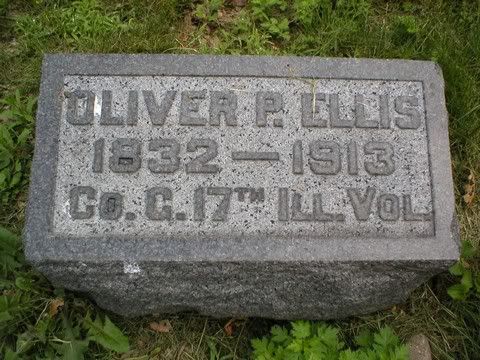 OLIVER P. ELLIS
1832 — 1913
CO. G. 17TH ILL. VOL.